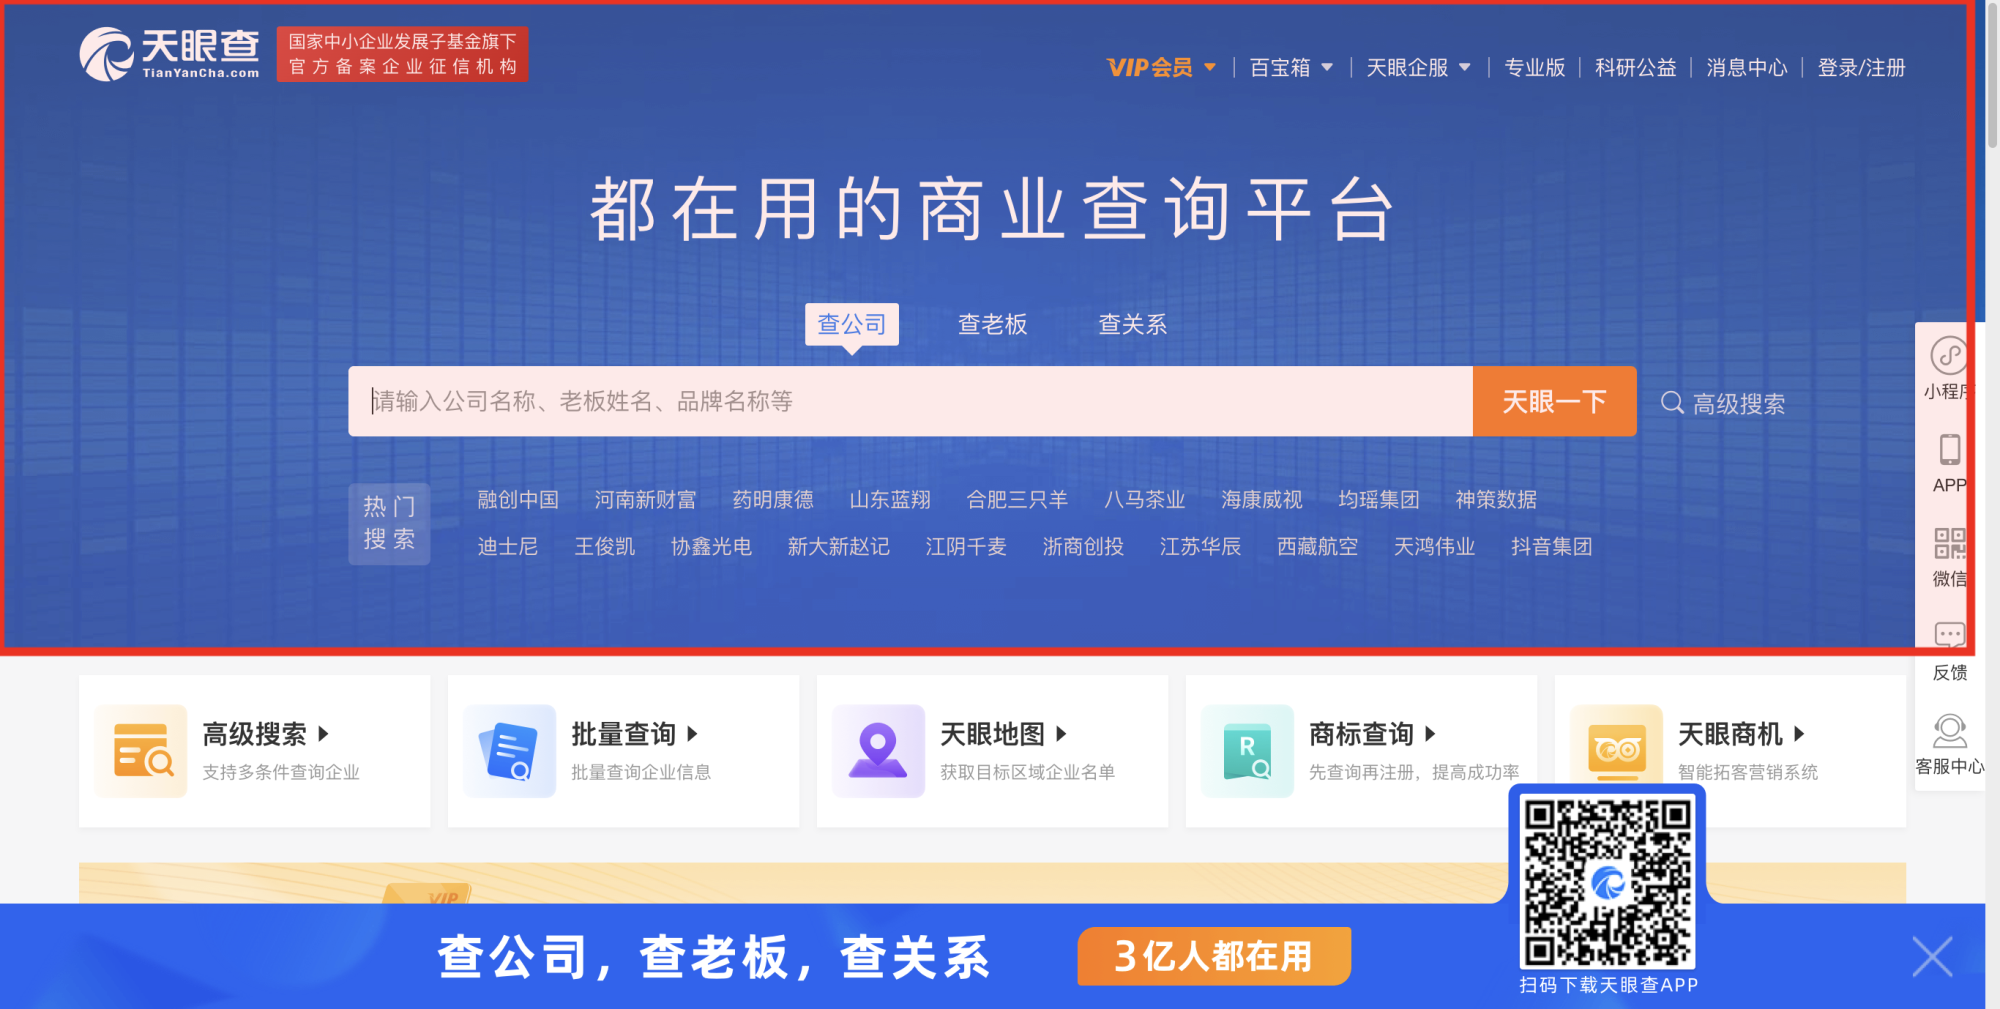 天眼查
TianYanCha.com
国家中小企业发展子基金旗下
官方备案企业征信机构
VIP会员 百宝箱 天眼企服 专业版 科研公益 消息中心 登录/注册
都在用的商业查询平台
查公司 查老板 查关系
请输入公司名称、老板姓名、品牌名称等 天眼一下 高级搜索
热门
搜索
融创中国 河南新财富 药明康德 山东蓝翔 合肥三只羊 八马茶业 海康威视 均瑶集团 神策数据
迪士尼 王俊凯 协鑫光电 新大新赵记 江阴千麦 浙商创投 江苏华辰 西藏航空 天鸿伟业 抖音集团
小程序
APP
微信
反馈
客服中心
高级搜索
支持多条件查询企业
批量查询
批量查询企业信息
天眼地图
获取目标区域企业名单
R
商标查询
先查询再注册，提高成功率
天眼商机
智能拓客营销系统
VIP
查公司，查老板，查关系
3亿人都在用
扫码下载天眼查APP